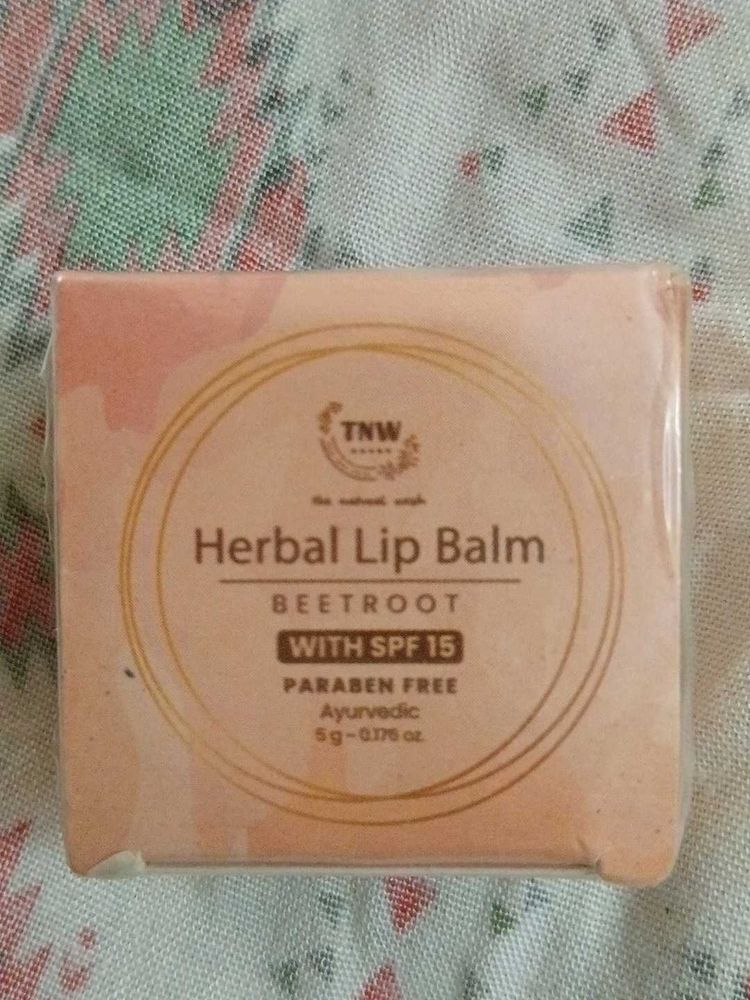 TNW
the natural wash
Herbal Lip Balm
BEETROOT
WITH SPF 15
PARABEN FREE
Ayurvedic
5 g - 0.176 oz.